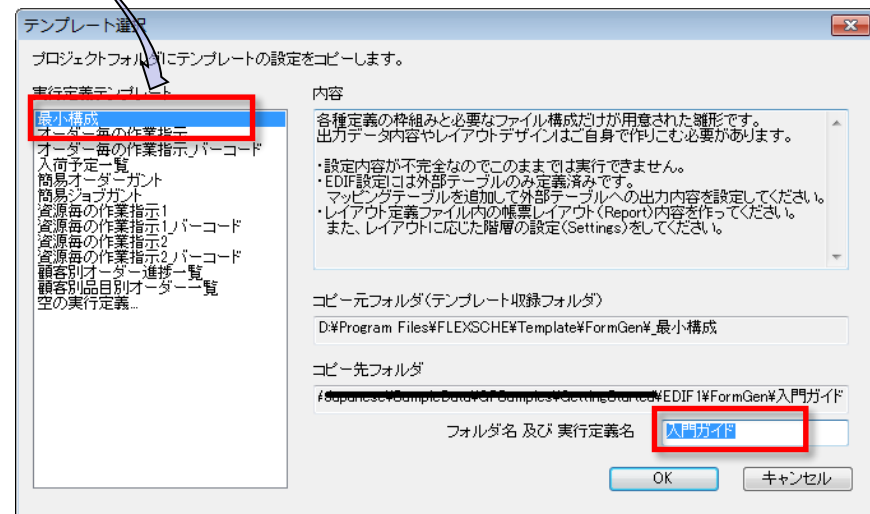 テンプレート選択
プロジェクトフォルダにテンプレートの設定をコピーします。
実行定義テンプレート
最小構成
オーダー毎の作業指示
オーダー毎の作業指示_バーコード
入荷予定一覧
簡易オーダーガント
簡易ジョブガント
資源毎の作業指示1
資源毎の作業指示1_バーコード
資源毎の作業指示2
資源毎の作業指示2_バーコード
顧客別オーダー進捗一覧
顧客別品目別オーダー一覧
空の実行定義...
内容
各種定義の枠組みと必要なファイル構成だけが用意された雛形です。
出力データ内容やレイアウトデザインはご自身で作りこむ必要があります。
・設定内容が不完全なのでこのままでは実行できません。
・EDIF設定には外部テーブルのみ定義済みです。
マッピングテーブルを追加して外部テーブルへの出力内容を設定してください。
・レイアウト定義ファイル内の帳票レイアウト(Report)内容を作ってください。
また、レイアウトに応じた階層の設定(Settings)をしてください。
コピー元フォルダ(テンプレート収録フォルダ)
D:¥Program Files¥FLEXSCHE¥Template¥FormGen¥_最小構成
コピー先フォルダ
¥EDIF1¥FormGen¥入門ガイド
フォルダ名 及び 実行定義名
入門ガイド
OK
キャンセル